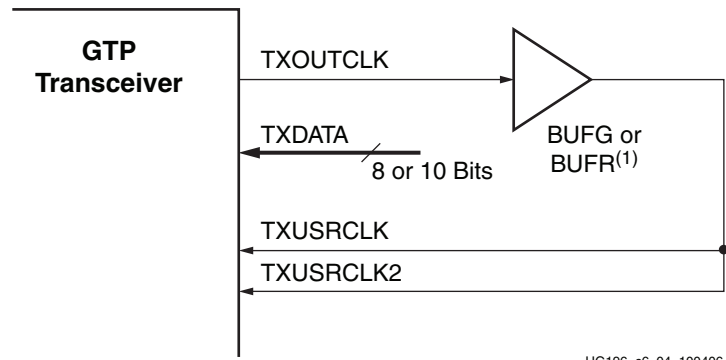 GTP
Transceiver
TXOUTCLK
TXDATA
8 or 10 Bits
BUFG or
BUFR(1)
TXUSRCLK
TXUSRCLK2